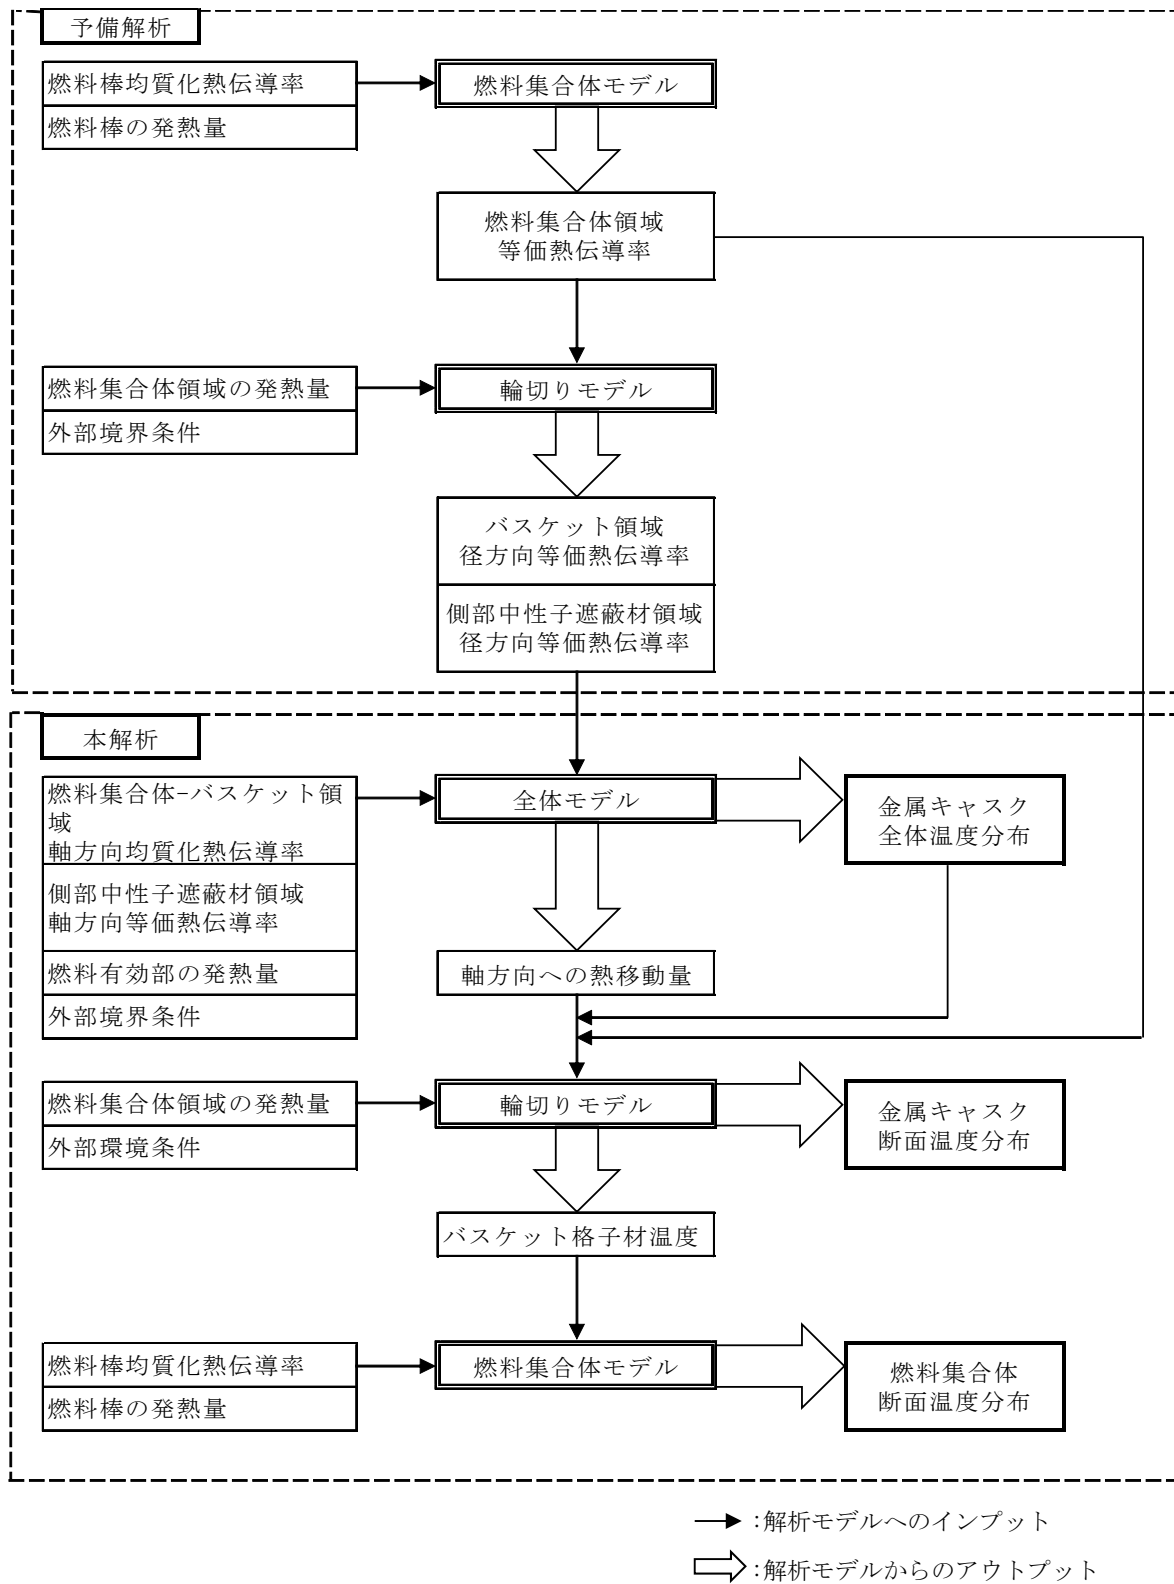 予備解析
燃料棒均質化熱伝導率
燃料棒の発熱量
燃料集合体モデル
燃料集合体領域
等価熱伝導率
燃料集合体領域の発熱量
外部境界条件
輪切りモデル
バスケット領域
径方向等価熱伝導率
側部中性子遮蔽材領域
径方向等価熱伝導率
本解析
燃料集合体-バスケット領
域
軸方向均質化熱伝導率
側部中性子遮蔽材領域
軸方向等価熱伝導率
燃料有効部の発熱量
外部境界条件
全体モデル
金属キャスク
全体温度分布
軸方向への熱移動量
燃料集合体領域の発熱量
外部環境条件
輪切りモデル
金属キャスク
断面温度分布
バスケット格子材温度
燃料棒均質化熱伝導率
燃料棒の発熱量
燃料集合体モデル
燃料集合体
断面温度分布
:解析モデルへのインプット
:解析モデルからのアウトプット